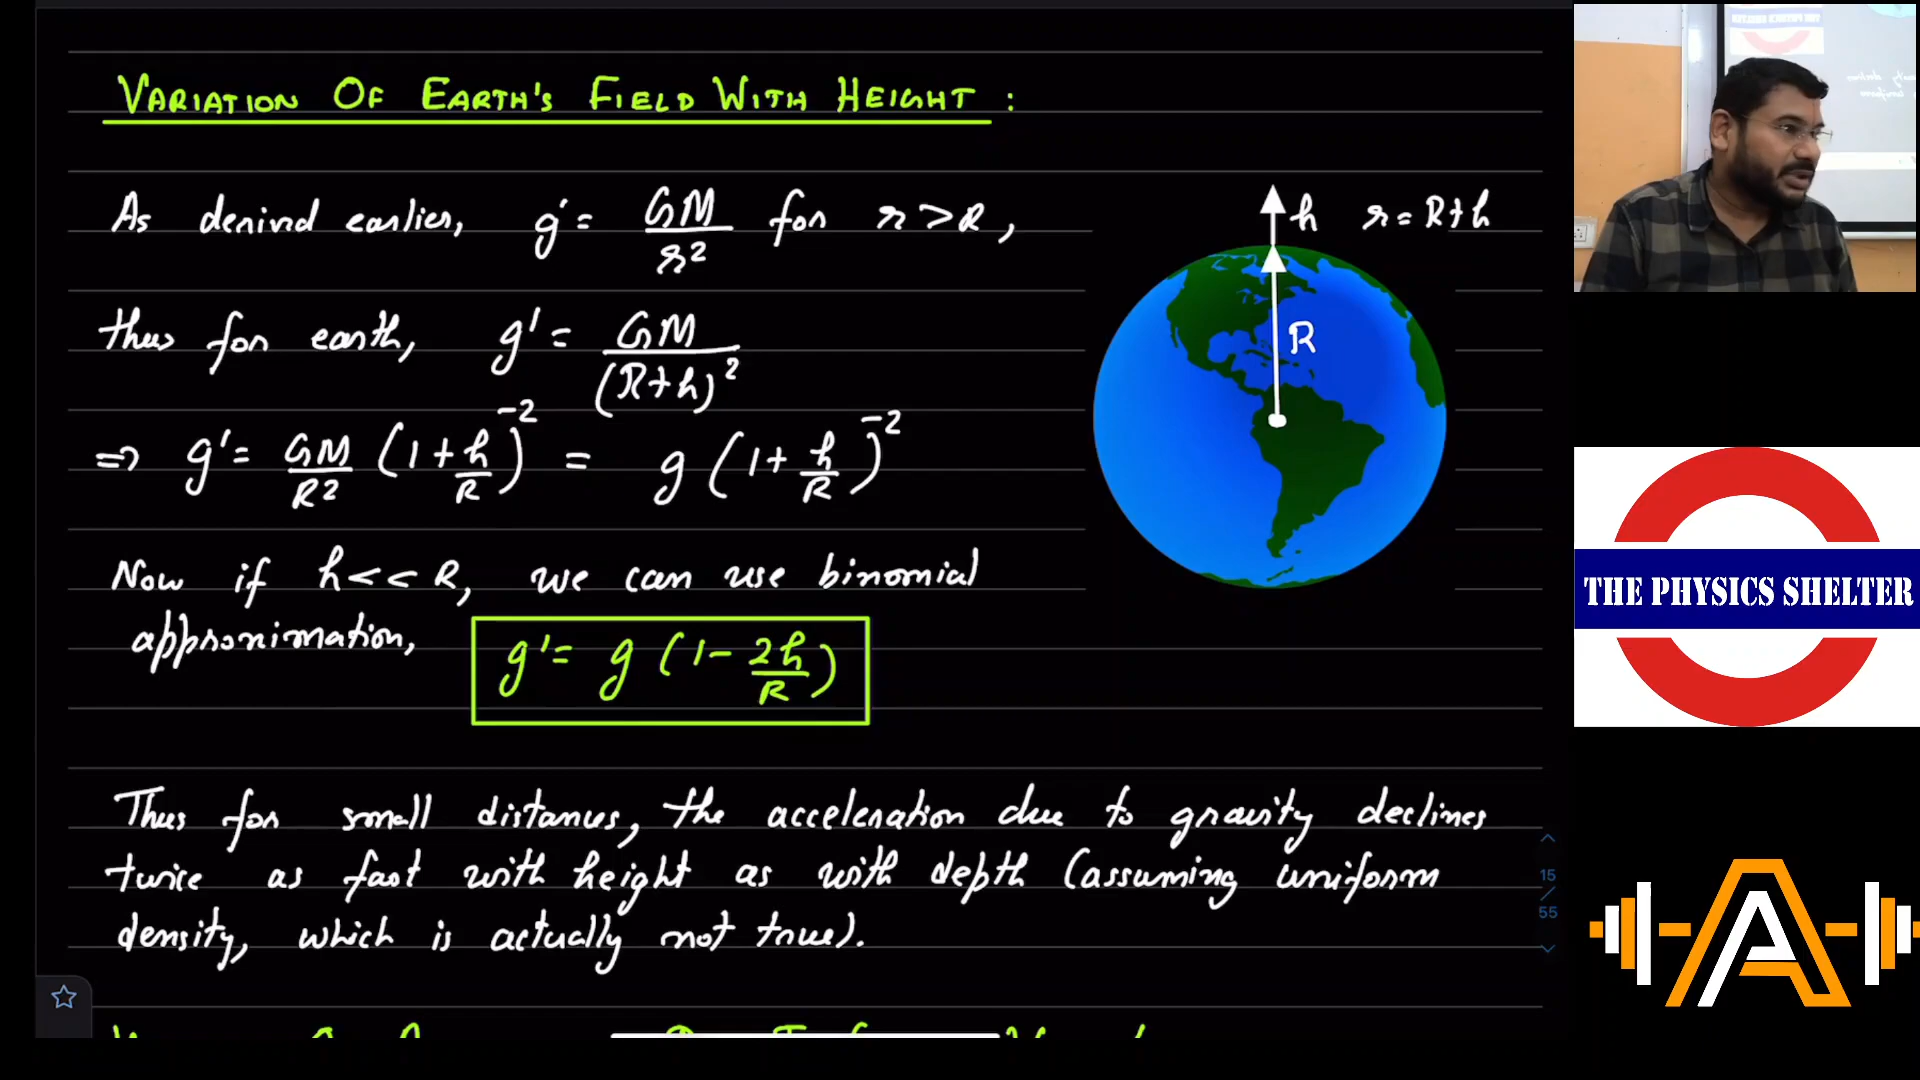 VARIATION OF EARTH'S FIELD WITH HEIGHT :
As derived earlier, g' = GM/r² for r > R,
h r = R+h
R
thus for earth, g' = GM/(R+h)²
⇒ g' = GM/R² (1 + h/R)⁻² = g (1 + h/R)⁻²
Now if h << R, we can use binomial
approximation, g' = g (1 - 2h/R)
Thus for small distances, the acceleration due to gravity declines
twice as fast with height as with depth (assuming uniform
density, which is actually not true).
15
/
55
THE PHYSICS SHELTER